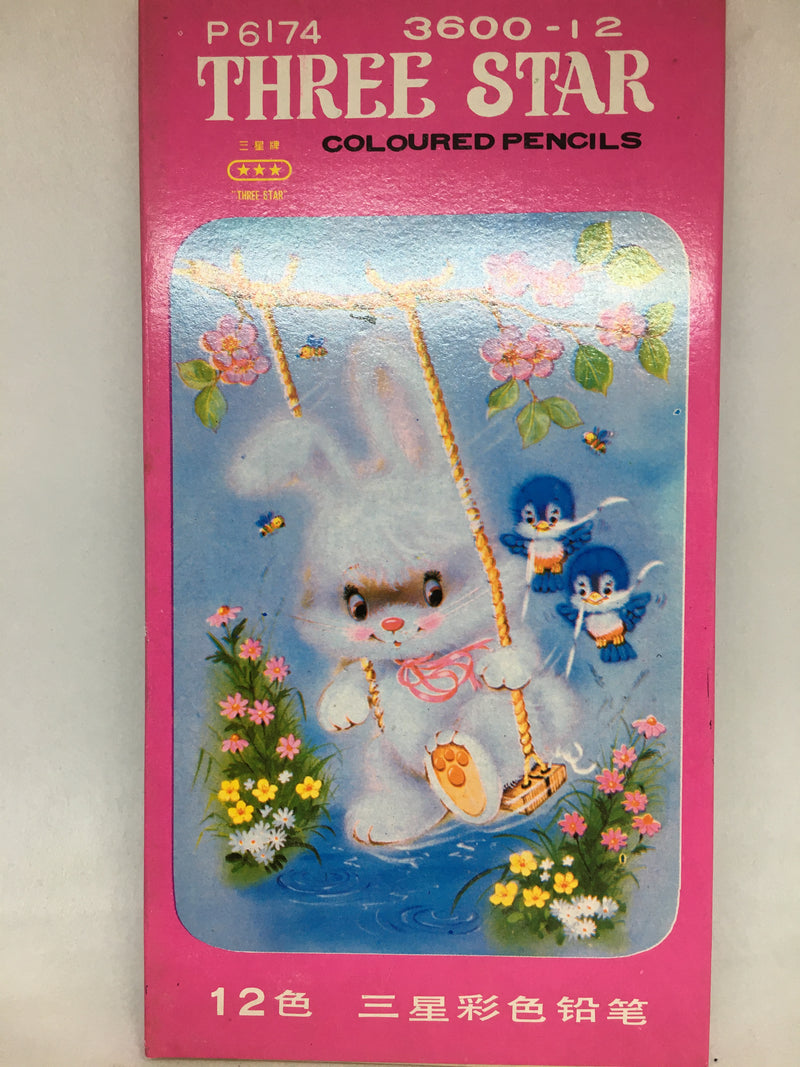 P6174 3600-12
THREE STAR
COLOURED PENCILS
三星牌
"THREE STAR"
12色 三星彩色铅笔